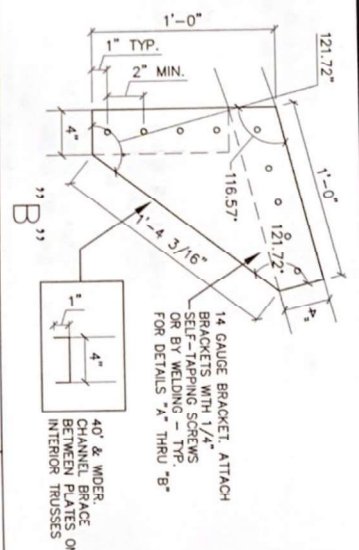 1'-0"
1" TYP.
2" MIN.
4"
121.72°
1'-0"
116.57°
121.72°
4"
1'-4 3/16"
"B"
14 GAUGE BRACKET. ATTACH
BRACKETS WITH 1/4"
SELF-TAPPING SCREWS
OR BY WELDING - TYP.
FOR DETAILS "A" THRU "B"
1"
4"
40' & WIDER.
CHANNEL BRACE
BETWEEN PLATES ON
INTERIOR TRUSSES